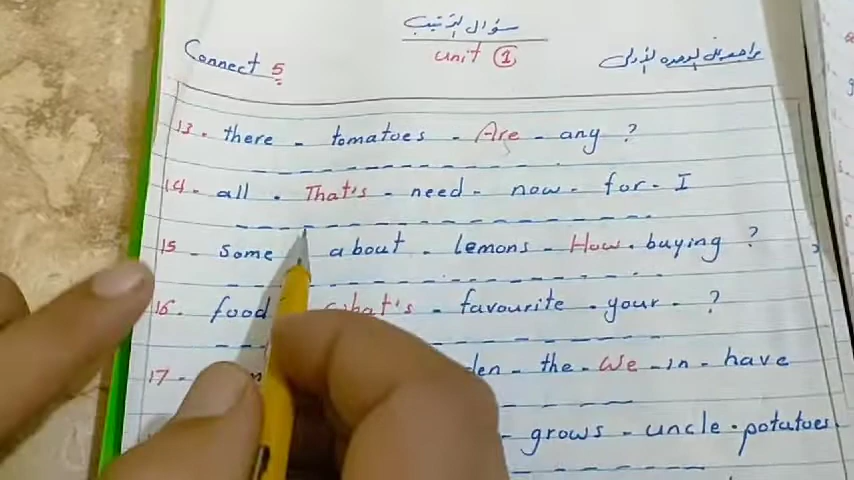 سؤال الترتيب
Connect 5 unit 1
13 - there - tomatoes - Are - any ?
14 - all - That's - need - now - for - I
15 - Some about - lemons - How - buying ?
16 - food What's - favourite - your - ?
17 - the - We - in - have
grows - uncle - potatoes